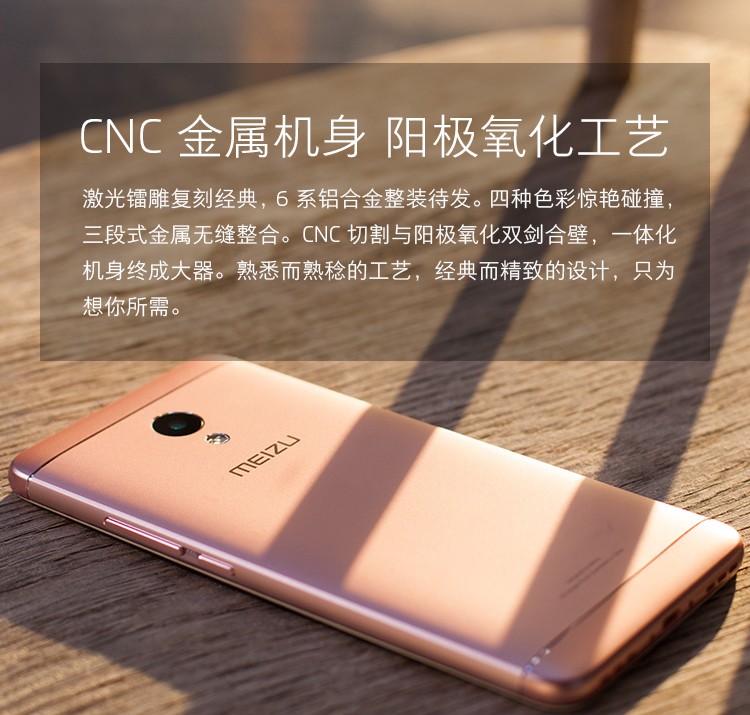 CNC 金属机身 阳极氧化工艺
激光镭雕复刻经典，6 系铝合金整装待发。四种色彩惊艳碰撞，
三段式金属无缝整合。CNC 切割与阳极氧化双剑合壁，一体化
机身终成大器。熟悉而熟稔的工艺，经典而精致的设计，只为
想你所需。
MEIZU